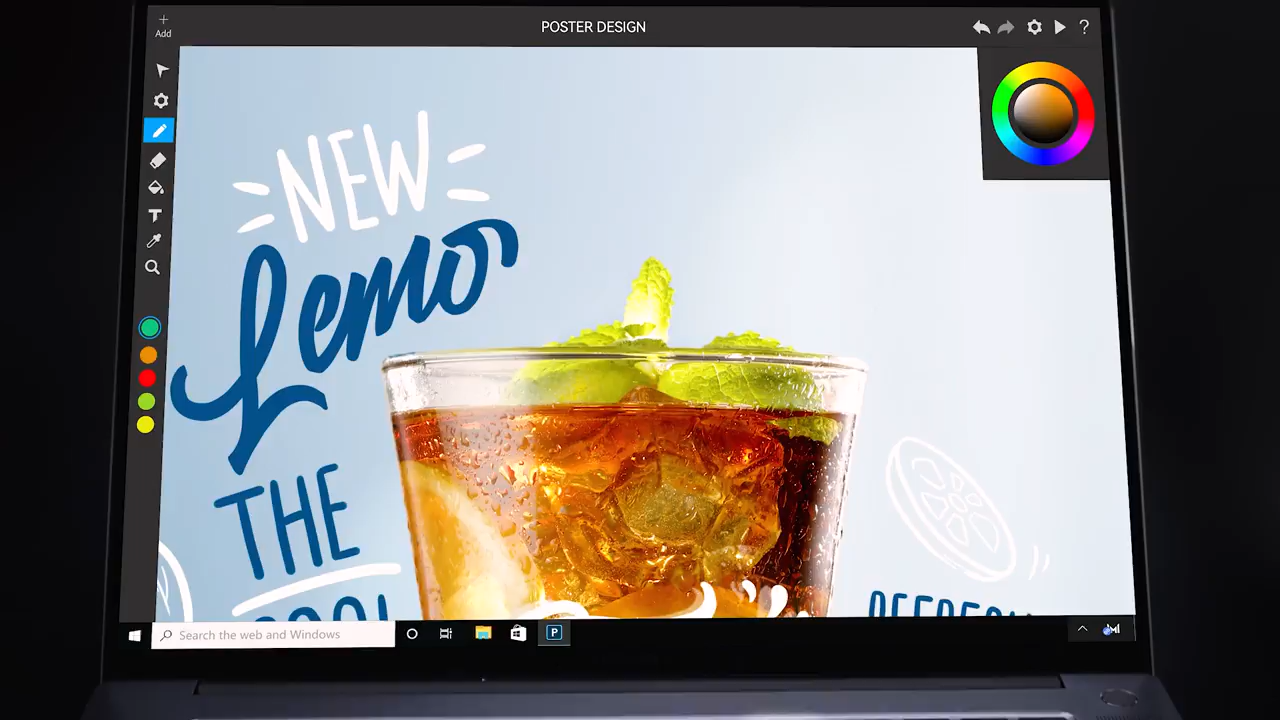 Add
POSTER DESIGN
?
NEW
Lemo
THE
T
P
Search the web and Windows